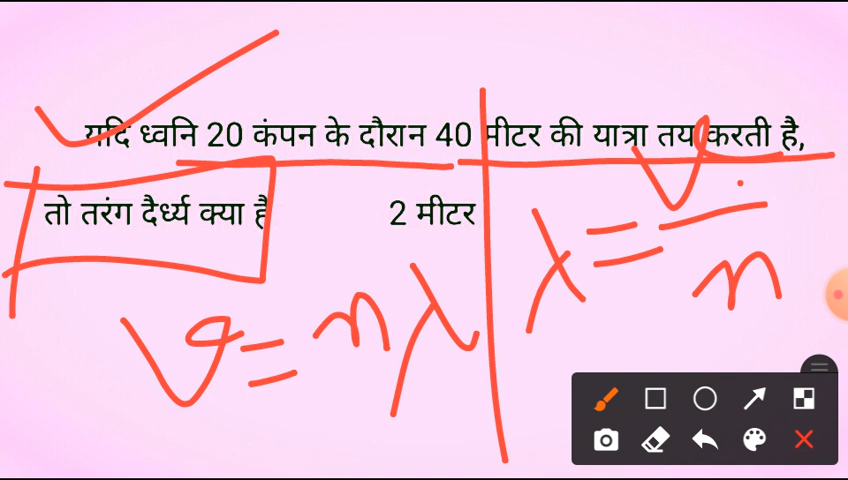 यदि ध्वनि 20 कंपन के दौरान 40 मीटर की यात्रा तय करती है,
तो तरंग दैर्ध्य क्या है 2 मीटर
v = nλ
λ = v / n